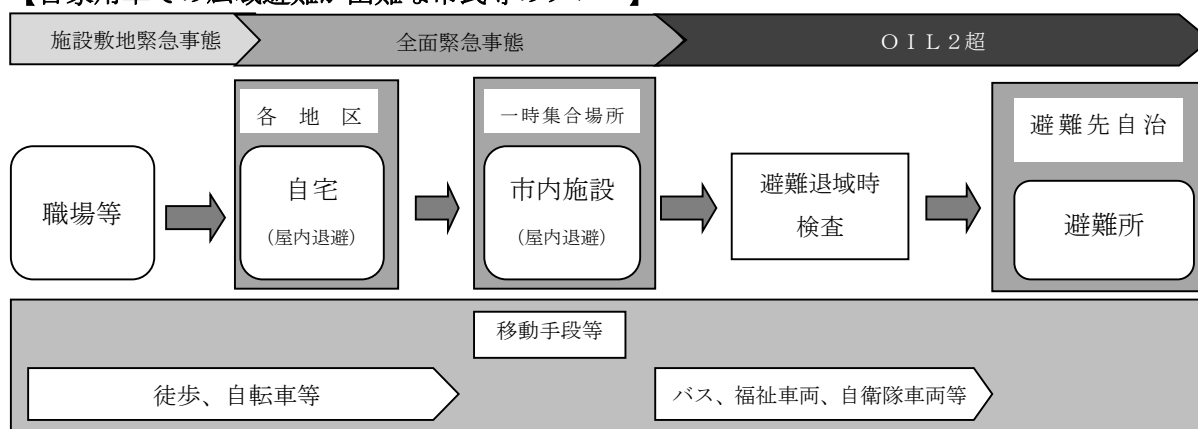 施設敷地緊急事態
全面緊急事態
ＯＩＬ２超
各地区
一時集合場所
避難先自治
職場等
自宅
(屋内退避)
市内施設
(屋内退避)
避難退域時
検査
避難所
移動手段等
徒歩、自転車等
バス、福祉車両、自衛隊車両等